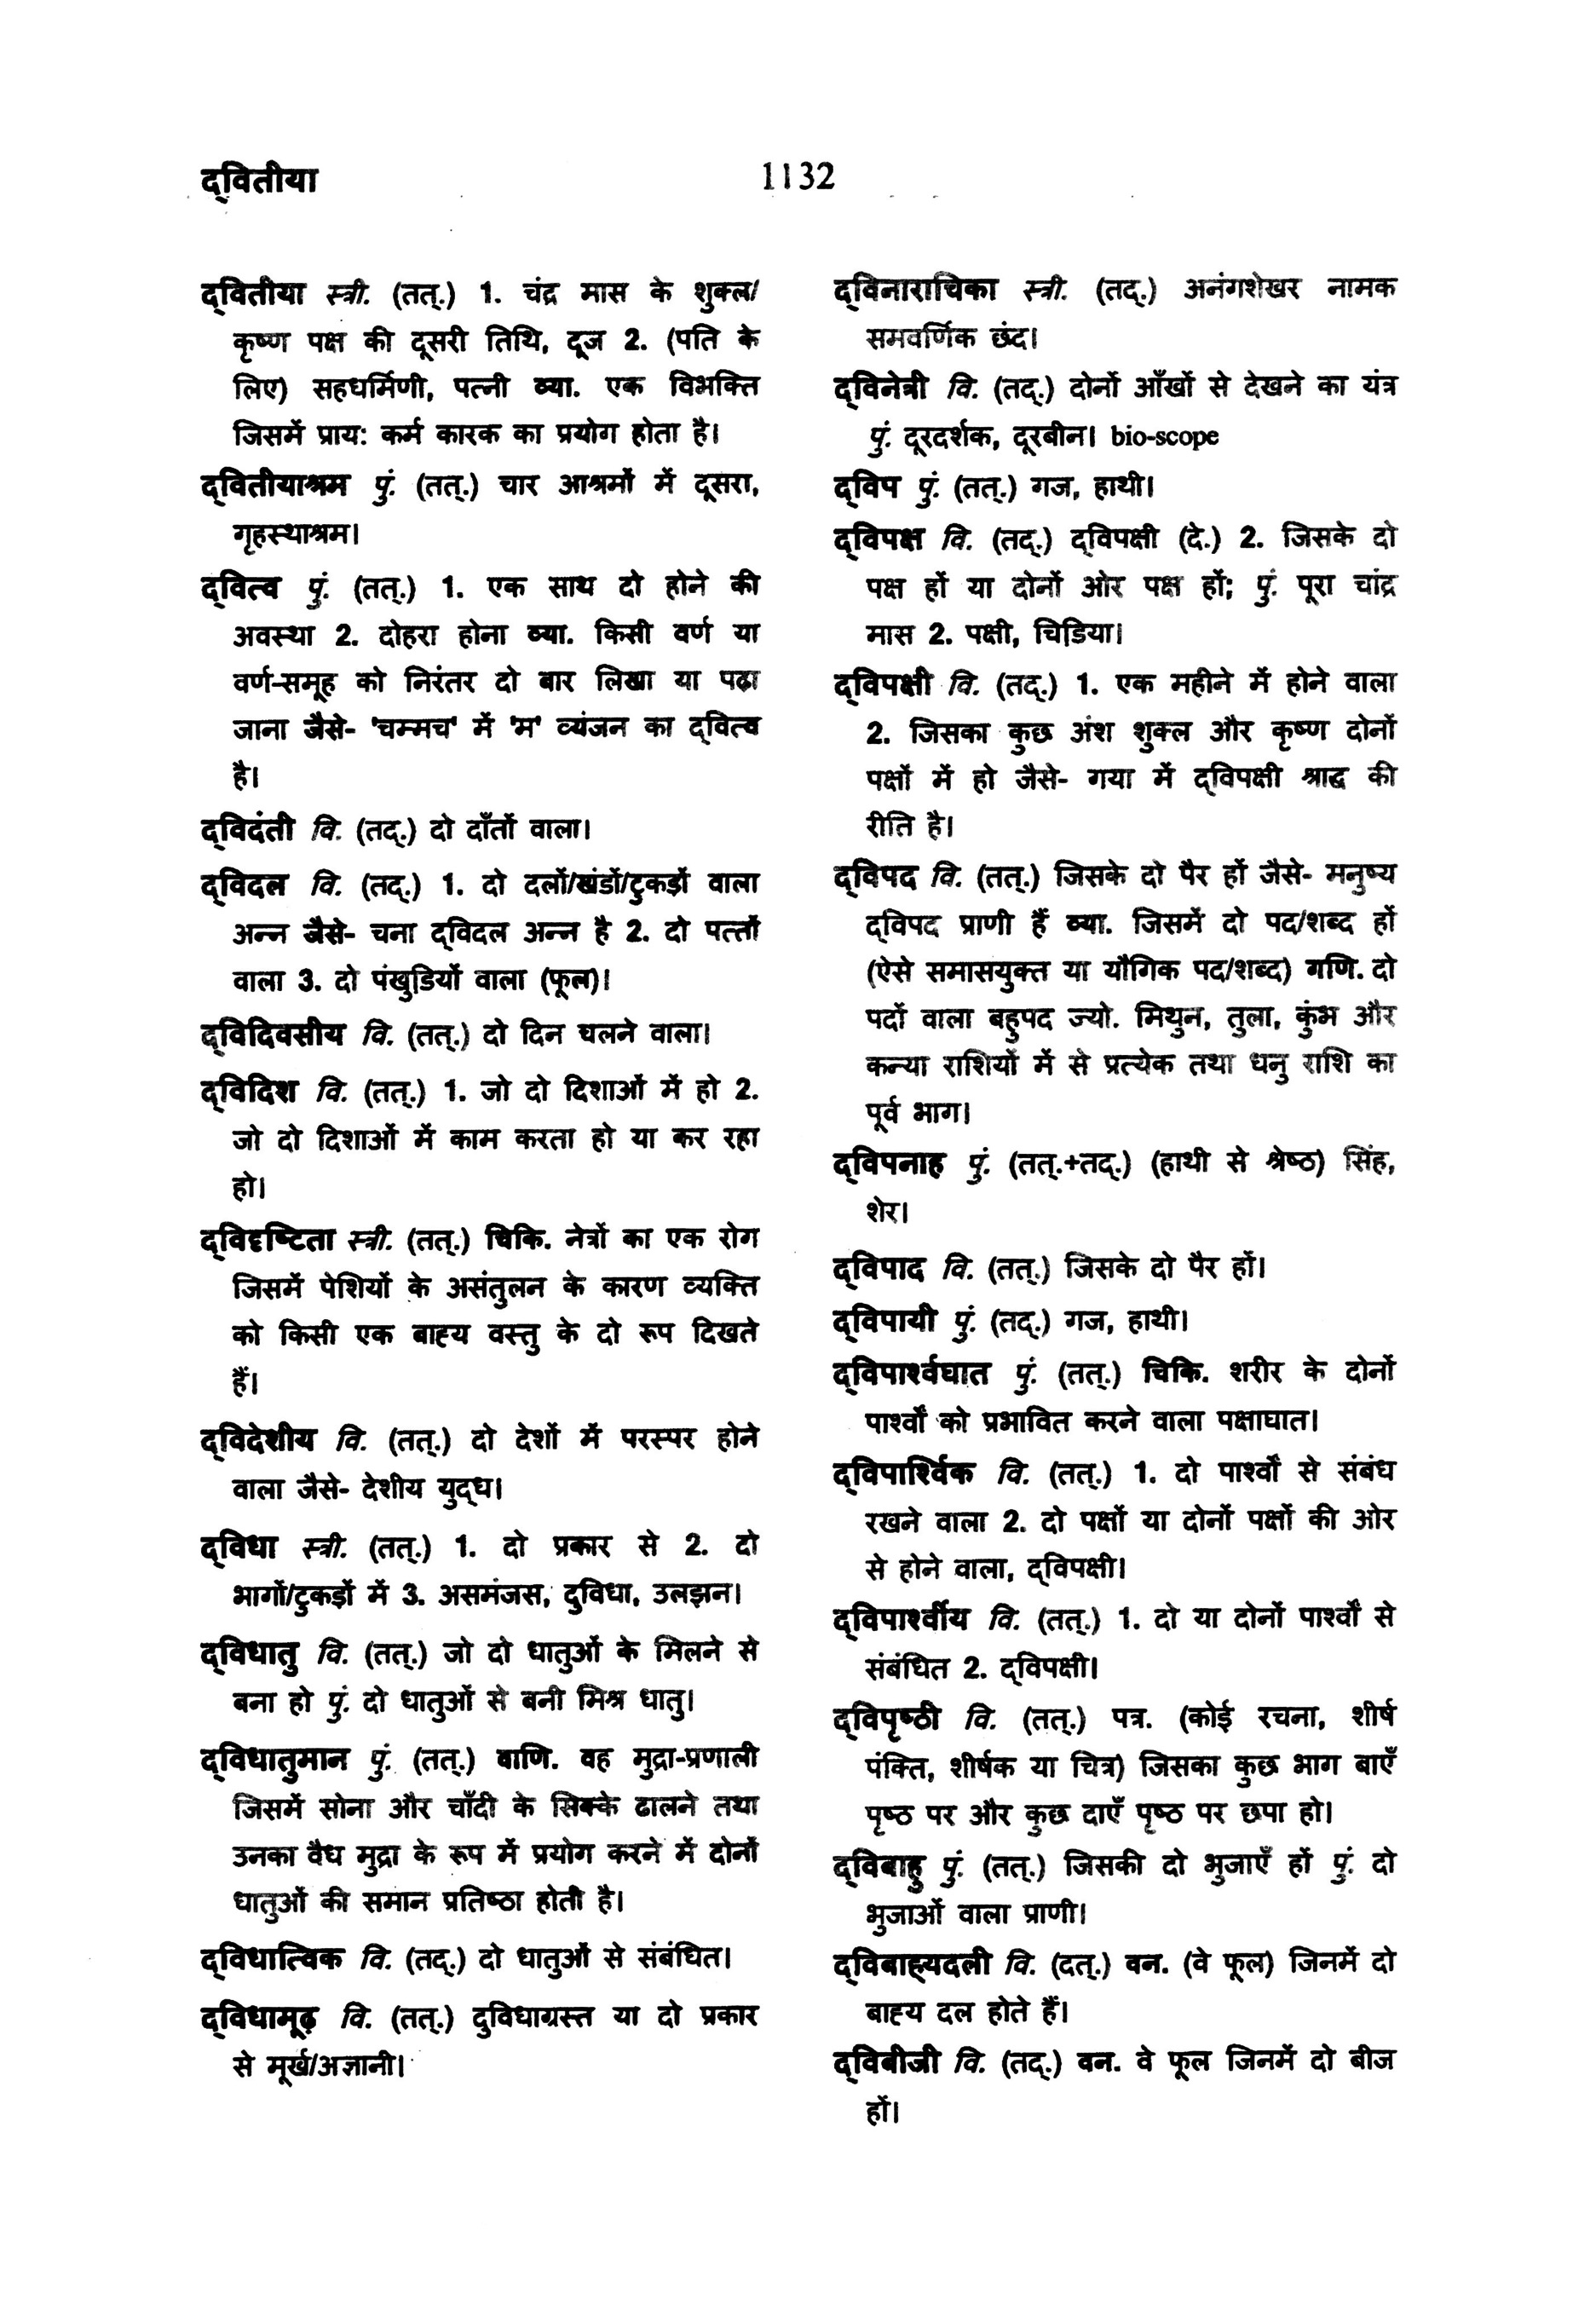 द्वितीया
1132
द्वितीया स्त्री. (तत्.) 1. चंद्र मास के शुक्ल/
कृष्ण पक्ष की दूसरी तिथि, दूज 2. (पति के
लिए) सहधर्मिणी, पत्नी व्या. एक विभक्ति
जिसमें प्राय: कर्म कारक का प्रयोग होता है।
द्वितीयाश्रम पुं. (तत्.) चार आश्रमों में दूसरा,
गृहस्थाश्रम।
द्वित्व पुं. (तत्.) 1. एक साथ दो होने की
अवस्था 2. दोहरा होना व्या. किसी वर्ण या
वर्ण-समूह को निरंतर दो बार लिखा या पढ़ा
जाना जैसे- 'चम्मच' में 'म' व्यंजन का द्वित्व
है।
द्विदंती वि. (तद्.) दो दाँतों वाला।
द्विदल वि. (तद्.) 1. दो दलों/खंडों/टुकड़ों वाला
अन्न जैसे- चना द्विदल अन्न है 2. दो पत्तों
वाला 3. दो पंखुडियों वाला (फूल)।
द्विदिवसीय वि. (तत्.) दो दिन चलने वाला।
द्विदिश वि. (तत्.) 1. जो दो दिशाओं में हो 2.
जो दो दिशाओं में काम करता हो या कर रहा
हो।
द्विदृष्टिता स्त्री. (तत्.) चिकि. नेत्रों का एक रोग
जिसमें पेशियों के असंतुलन के कारण व्यक्ति
को किसी एक बाह्य वस्तु के दो रूप दिखते
हैं।
द्विदेशीय वि. (तत्.) दो देशों में परस्पर होने
वाला जैसे- देशीय युद्ध।
द्विधा स्त्री. (तत्.) 1. दो प्रकार से 2. दो
भागों/टुकड़ों में 3. असमंजस, दुविधा, उलझन।
द्विधातु वि. (तत्.) जो दो धातुओं के मिलने से
बना हो पुं. दो धातुओं से बनी मिश्र धातु।
द्विधातुमान पुं. (तत्.) वाणि. वह मुद्रा-प्रणाली
जिसमें सोना और चाँदी के सिक्के ढालने तथा
उनका वैध मुद्रा के रूप में प्रयोग करने में दोनों
धातुओं की समान प्रतिष्ठा होती है।
द्विधात्विक वि. (तद्.) दो धातुओं से संबंधित।
द्विधामूढ़ वि. (तत्.) दुविधाग्रस्त या दो प्रकार
से मूर्ख/अज्ञानी।
द्विनाराचिका स्त्री. (तद्.) अनंगशेखर नामक
समवर्णिक छंद।
द्विनेत्री वि. (तद्.) दोनों आँखों से देखने का यंत्र
पुं. दूरदर्शक, दूरबीन। bio-scope
द्विप पुं. (तत्.) गज, हाथी।
द्विपक्ष वि. (तद्.) द्विपक्षी (दे.) 2. जिसके दो
पक्ष हों या दोनों ओर पक्ष हों; पुं. पूरा चांद्र
मास 2. पक्षी, चिडिया।
द्विपक्षी वि. (तद्.) 1. एक महीने में होने वाला
2. जिसका कुछ अंश शुक्ल और कृष्ण दोनों
पक्षों में हो जैसे- गया में द्विपक्षी श्राद्ध की
रीति है।
द्विपद वि. (तत्.) जिसके दो पैर हों जैसे- मनुष्य
द्विपद प्राणी हैं व्या. जिसमें दो पद/शब्द हों
(ऐसे समासयुक्त या यौगिक पद/शब्द) गणि. दो
पदों वाला बहुपद ज्यो. मिथुन, तुला, कुंभ और
कन्या राशियों में से प्रत्येक तथा धनु राशि का
पूर्व भाग।
द्विपनाह पुं. (तत्.+तद्.) (हाथी से श्रेष्ठ) सिंह,
शेर।
द्विपाद वि. (तत्.) जिसके दो पैर हों।
द्विपायी पुं. (तद्.) गज, हाथी।
द्विपार्श्वघात पुं. (तत्.) चिकि. शरीर के दोनों
पार्श्वों को प्रभावित करने वाला पक्षाघात।
द्विपार्श्विक वि. (तत्.) 1. दो पार्श्वों से संबंध
रखने वाला 2. दो पक्षों या दोनों पक्षों की ओर
से होने वाला, द्विपक्षी।
द्विपार्श्वीय वि. (तत्.) 1. दो या दोनों पार्श्वों से
संबंधित 2. द्विपक्षी।
द्विपृष्ठी वि. (तत्.) पत्र. (कोई रचना, शीर्ष
पंक्ति, शीर्षक या चित्र) जिसका कुछ भाग बाएँ
पृष्ठ पर और कुछ दाएँ पृष्ठ पर छपा हो।
द्विबाहु पुं. (तत्.) जिसकी दो भुजाएँ हों पुं. दो
भुजाओं वाला प्राणी।
द्विबाह्यदली वि. (दत्.) वन. (वे फूल) जिनमें दो
बाह्य दल होते हैं।
द्विबीजी वि. (तद्.) वन. वे फूल जिनमें दो बीज
हों।